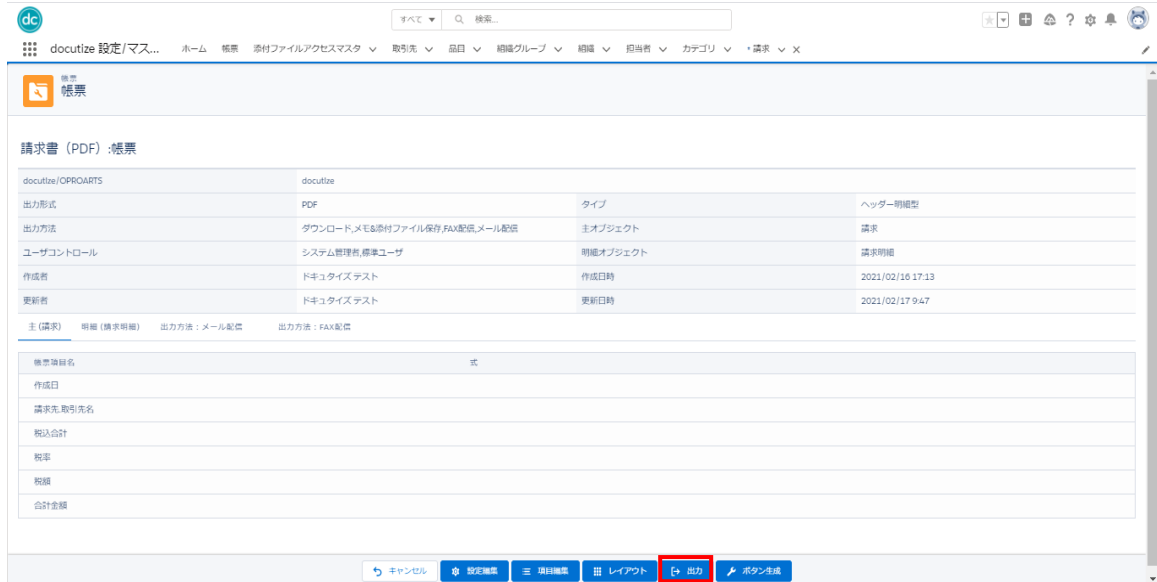 dc
すべて
検索...
docutize 設定/マス... ホーム 帳票 添付ファイルアクセスマスタ 取引先 品目 組織グループ 組織 担当者 カテゴリ * 請求
帳票
帳票
請求書（PDF）:帳票
docutize/OPROARTS docutize
出力形式 PDF タイプ ヘッダー明細型
出力方法 ダウンロード,メモ&添付ファイル保存,FAX配信,メール配信 主オブジェクト 請求
ユーザコントロール システム管理者,標準ユーザ 明細オブジェクト 請求明細
作成者 ドキュタイズ テスト 作成日時 2021/02/16 17:13
更新者 ドキュタイズ テスト 更新日時 2021/02/17 9:47
主 (請求) 明細 (請求明細) 出力方法：メール配信 出力方法：FAX配信
帳票項目名 式
作成日
請求先.取引先名
税込合計
税率
税額
合計金額
キャンセル 設定編集 項目編集 レイアウト 出力 ボタン生成